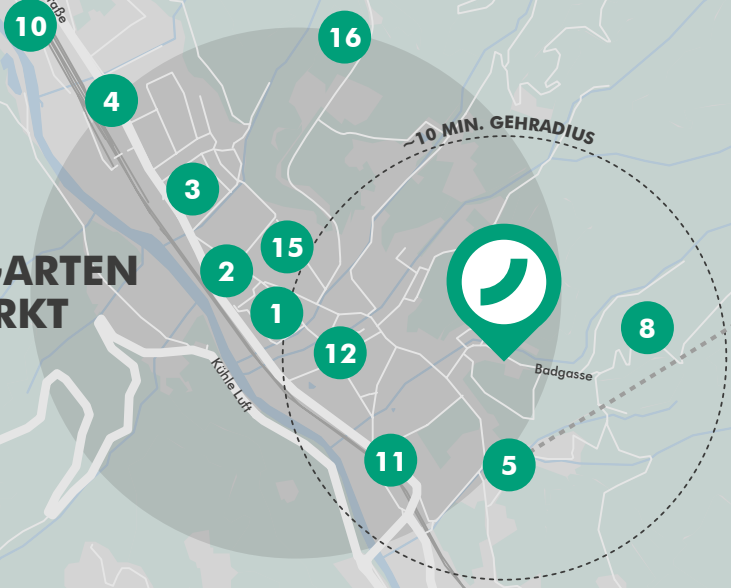 10
16
4
~10 MIN. GEHRADIUS
3
15
ARTEN
2
RKT
1
8
12
Badgasse
Kühle Luft
11
5